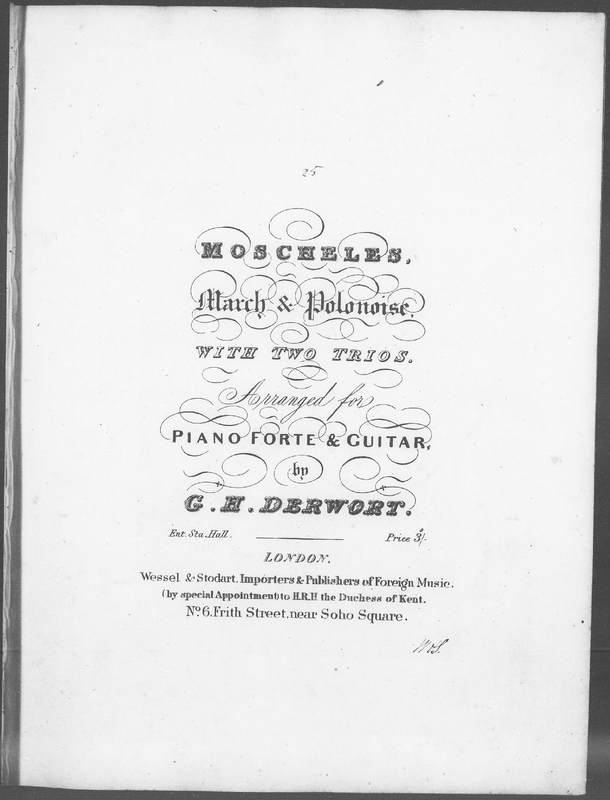 25
MOSCHELES,
March & Polonoise,
WITH TWO TRIOS.
Arranged for
PIANO FORTE & GUITAR,
by
G. H. DERWORT.
Ent. Sta. Hall. Price 3/-
LONDON.
Wessel & Stodart, Importers & Publishers of Foreign Music.
(by special Appointment) to H.R.H the Duchess of Kent.
No. 6. Frith Street, near Soho Square.